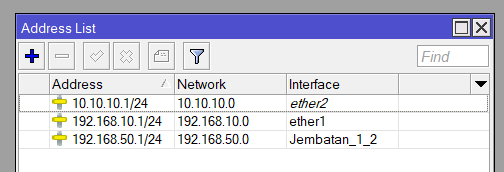 Address List
Find
Address Network Interface
10.10.10.1/24 10.10.10.0 ether2
192.168.10.1/24 192.168.10.0 ether1
192.168.50.1/24 192.168.50.0 Jembatan_1_2